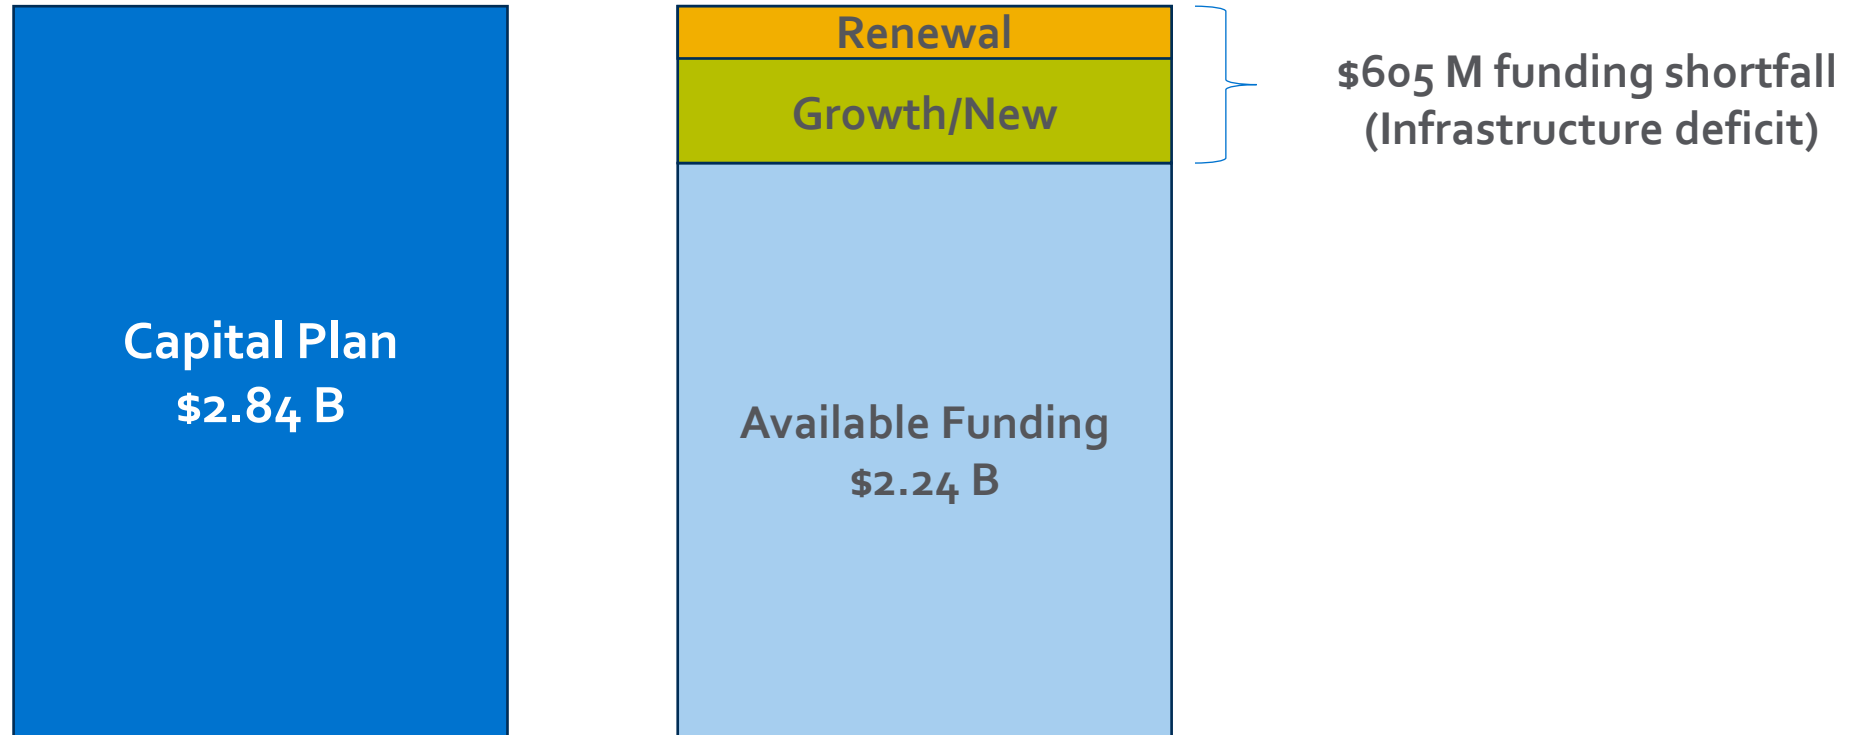 Capital Plan
$2.84 B
Renewal
Growth/New
Available Funding
$2.24 B
$605 M funding shortfall
(Infrastructure deficit)